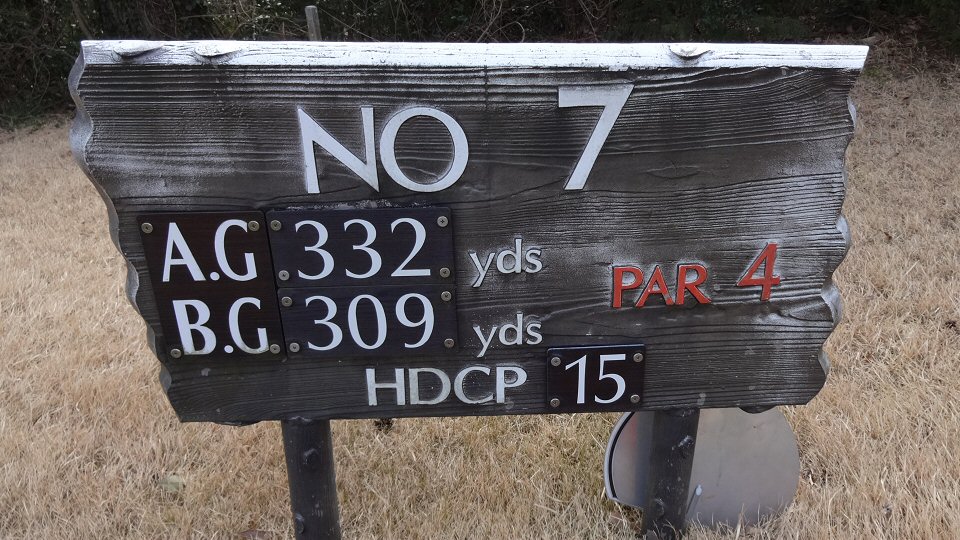 NO 7
A.G 332 yds
B.G 309 yds
PAR 4
HDCP 15